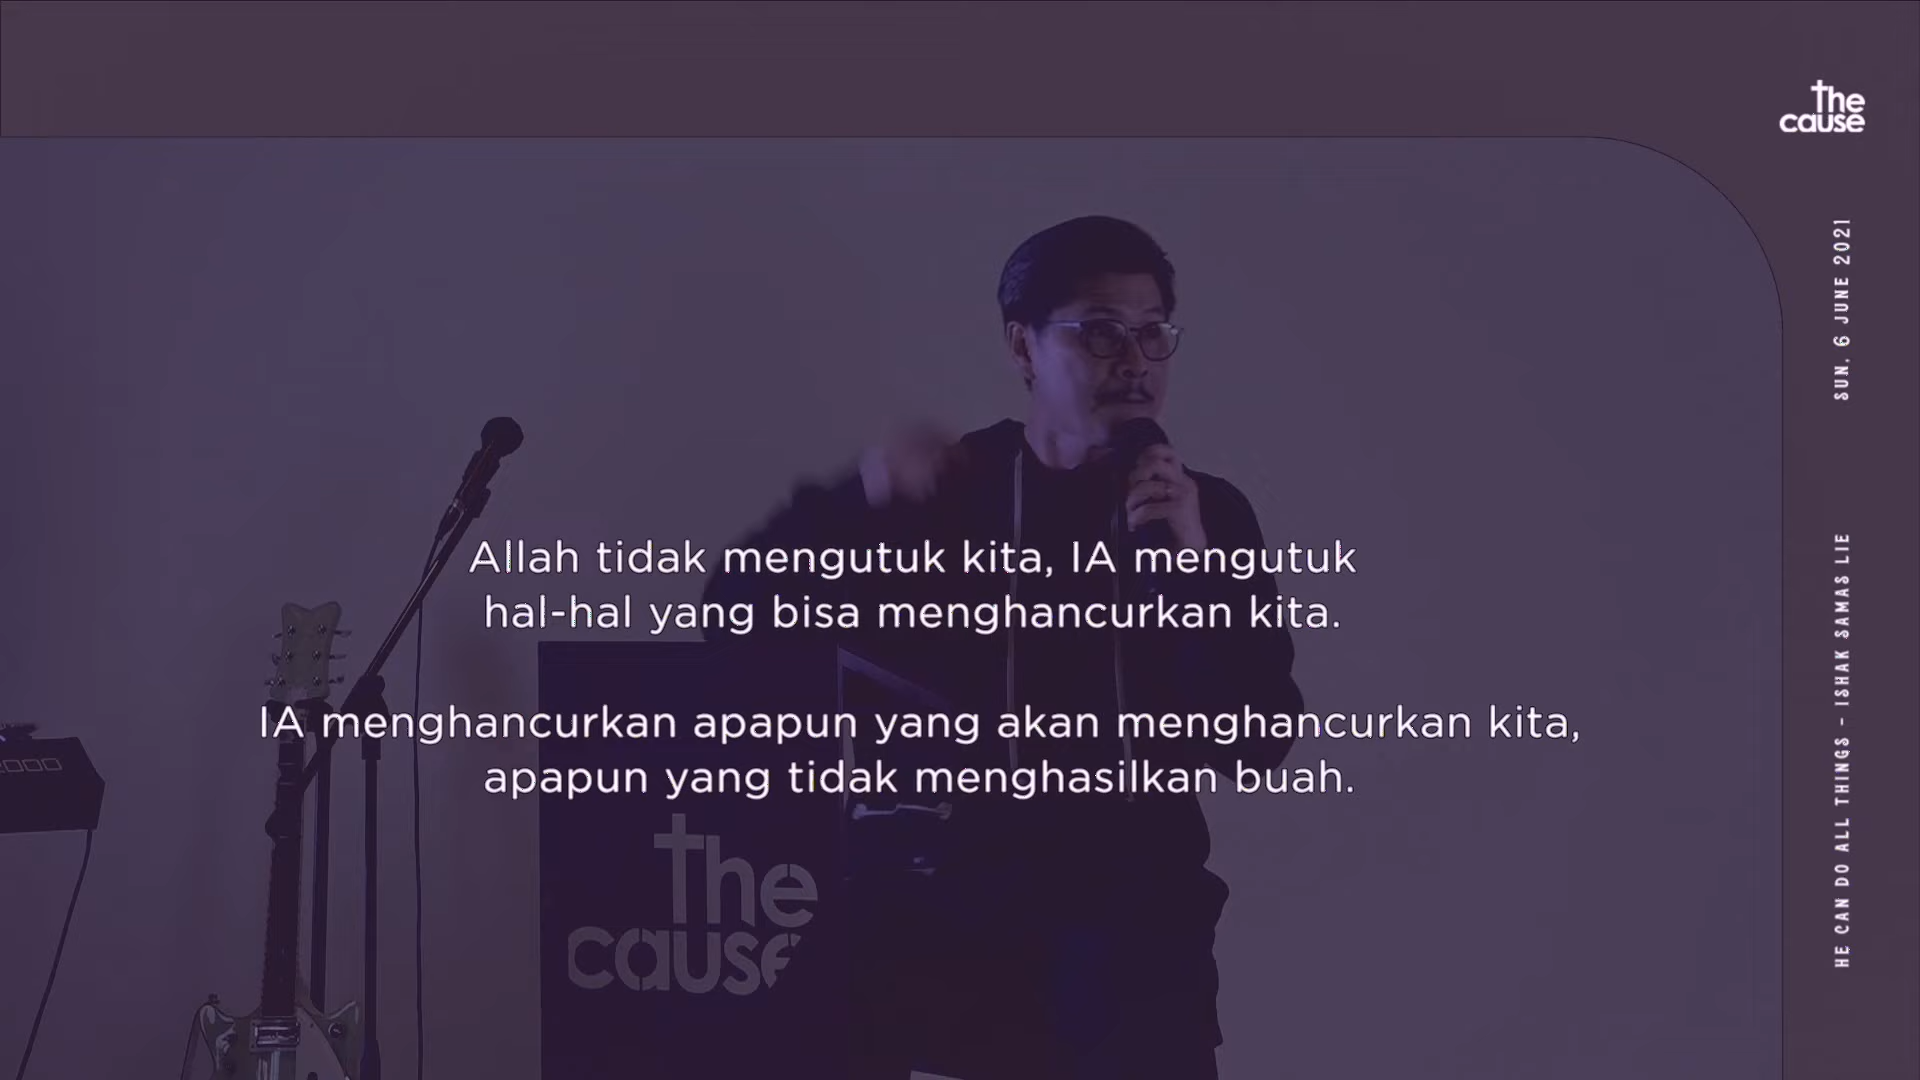 the
cause
SUN. 6 JUNE 2021
HE CAN DO ALL THINGS - ISHAK SAMAS LIE
Allah tidak mengutuk kita, IA mengutuk
hal-hal yang bisa menghancurkan kita.
IA menghancurkan apapun yang akan menghancurkan kita,
apapun yang tidak menghasilkan buah.
the
cause